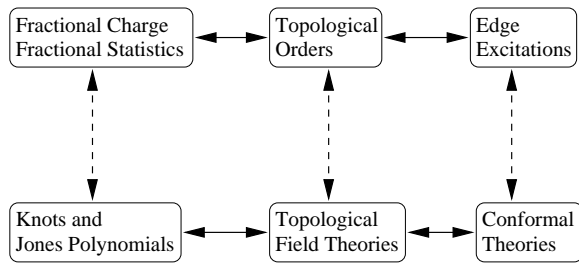 Fractional Charge
Fractional Statistics
Topological
Orders
Edge
Excitations
Knots and
Jones Polynomials
Topological
Field Theories
Conformal
Theories